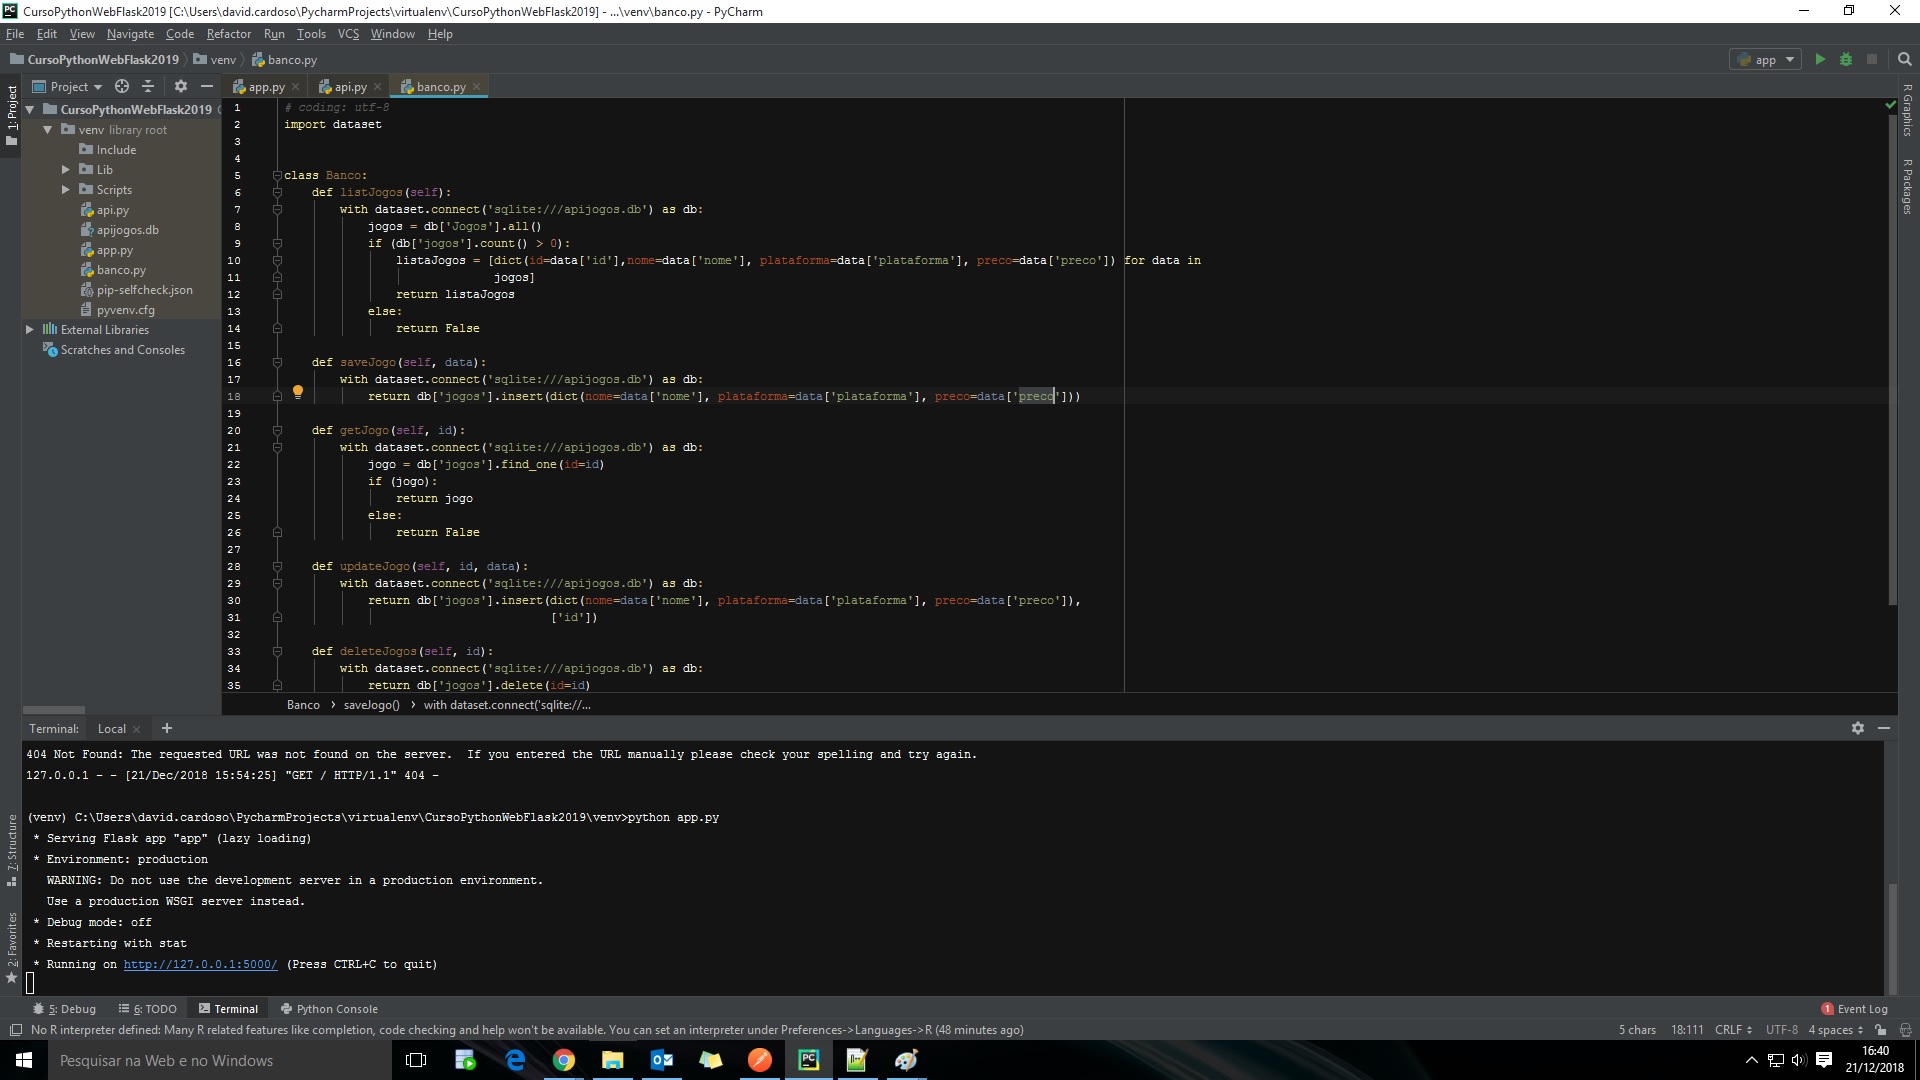 CursoPythonWebFlask2019 [C:\Users\david.cardoso\PycharmProjects\virtualenv\CursoPythonWebFlask2019] - ...\venv\banco.py - PyCharm
File Edit View Navigate Code Refactor Run Tools VCS Window Help
CursoPythonWebFlask2019 venv banco.py
app
Project
app.py
api.py
banco.py
1: Project
CursoPythonWebFlask2019
venv library root
Include
Lib
Scripts
api.py
apijogos.db
app.py
banco.py
pip-selfcheck.json
pyvenv.cfg
External Libraries
Scratches and Consoles
1 # coding: utf-8
2 import dataset
3
4
5 class Banco:
6     def listJogos(self):
7         with dataset.connect('sqlite:///apijogos.db') as db:
8             jogos = db['Jogos'].all()
9             if (db['jogos'].count() > 0):
10                 listaJogos = [dict(id=data['id'],nome=data['nome'], plataforma=data['plataforma'], preco=data['preco']) for data in
11                               jogos]
12                 return listaJogos
13             else:
14                 return False
15
16     def saveJogo(self, data):
17         with dataset.connect('sqlite:///apijogos.db') as db:
18             return db['jogos'].insert(dict(nome=data['nome'], plataforma=data['plataforma'], preco=data['preco']))
19
20     def getJogo(self, id):
21         with dataset.connect('sqlite:///apijogos.db') as db:
22             jogo = db['jogos'].find_one(id=id)
23             if (jogo):
24                 return jogo
25             else:
26                 return False
27
28     def updateJogo(self, id, data):
29         with dataset.connect('sqlite:///apijogos.db') as db:
30             return db['jogos'].insert(dict(nome=data['nome'], plataforma=data['plataforma'], preco=data['preco']),
31                                       ['id'])
32
33     def deleteJogos(self, id):
34         with dataset.connect('sqlite:///apijogos.db') as db:
35             return db['jogos'].delete(id=id)
R Graphics
R Packages
Banco › saveJogo() › with dataset.connect('sqlite://...
Terminal: Local
404 Not Found: The requested URL was not found on the server.  If you entered the URL manually please check your spelling and try again.
127.0.0.1 - - [21/Dec/2018 15:54:25] "GET / HTTP/1.1" 404 -
(venv) C:\Users\david.cardoso\PycharmProjects\virtualenv\CursoPythonWebFlask2019\venv>python app.py
* Serving Flask app "app" (lazy loading)
* Environment: production
WARNING: Do not use the development server in a production environment.
Use a production WSGI server instead.
* Debug mode: off
* Restarting with stat
* Running on http://127.0.0.1:5000/ (Press CTRL+C to quit)
7: Structure
2: Favorites
5: Debug 6: TODO Terminal Python Console
1 Event Log
No R interpreter defined: Many R related features like completion, code checking and help won't be available. You can set an interpreter under Preferences->Languages->R (48 minutes ago)
5 chars 18:111 CRLF UTF-8 4 spaces
Pesquisar na Web e no Windows
16:40
21/12/2018